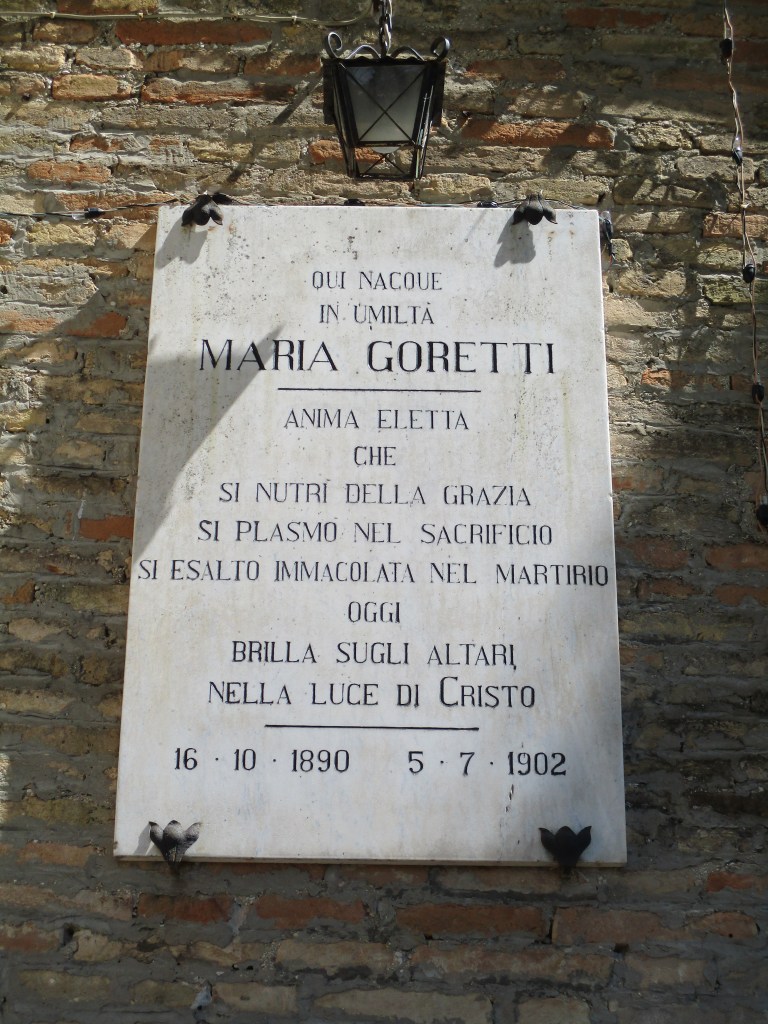 QUI NACQUE
IN UMILTÀ
MARIA GORETTI
ANIMA ELETTA
CHE
SI NUTRÌ DELLA GRAZIA
SI PLASMÒ NEL SACRIFICIO
SI ESALTÒ IMMACOLATA NEL MARTIRIO
OGGI
BRILLA SUGLI ALTARI
NELLA LUCE DI CRISTO
16 · 10 · 1890 5 · 7 · 1902